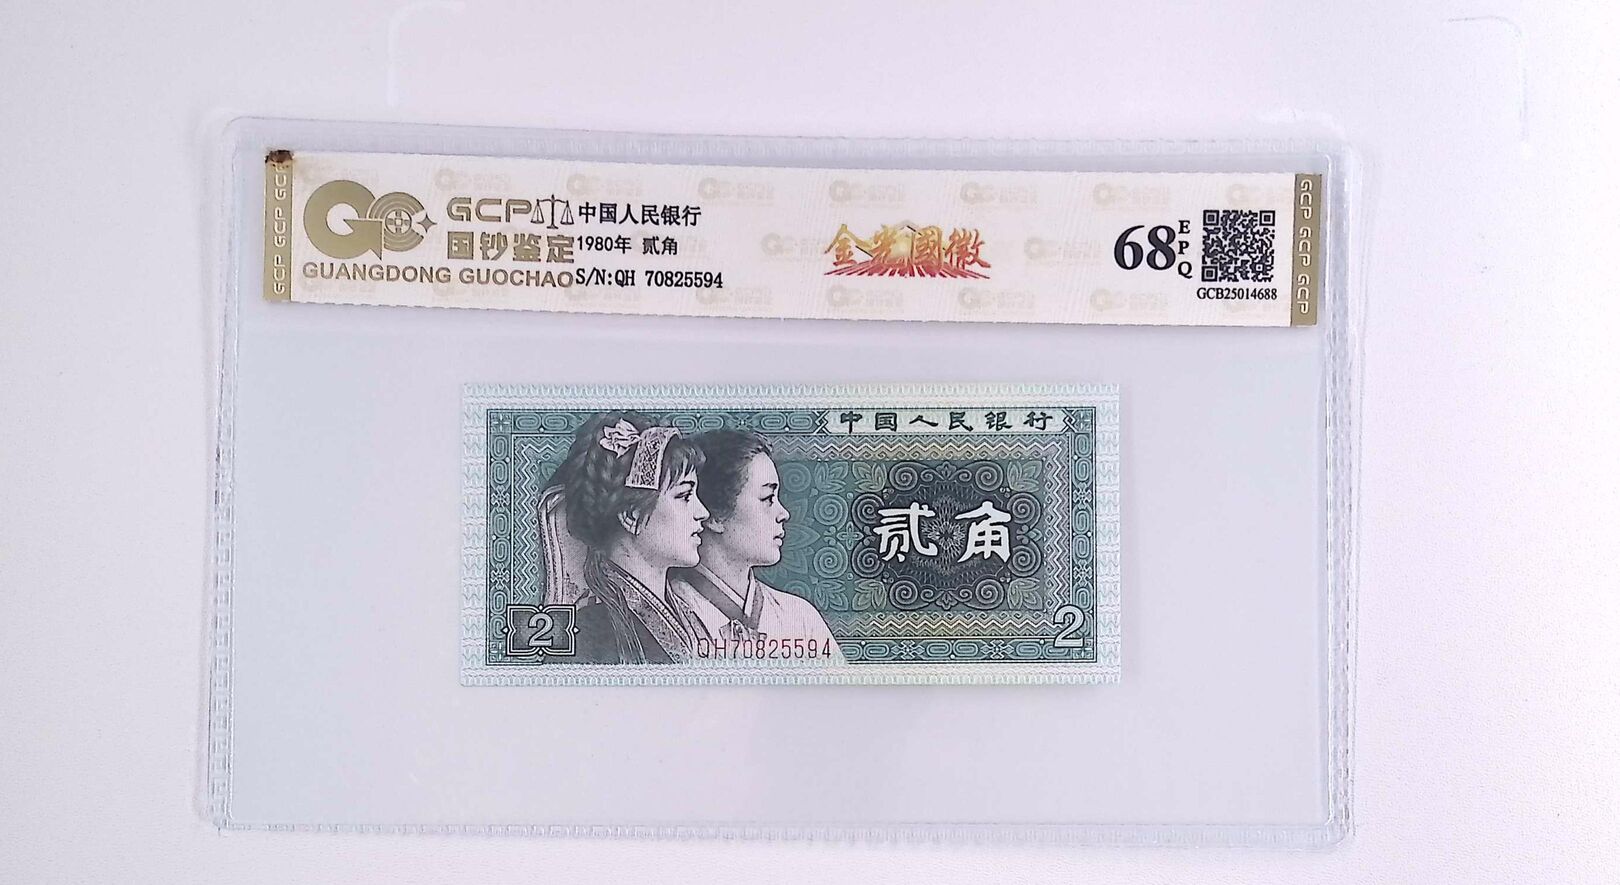 GCP GCP GCP
GCP
国钞鉴定
GUANGDONG GUOCHAO
中国人民银行
1980年 贰角
S/N:QH 70825594
金光國徽
68
EPQ
GCB25014688
GCP GCP GCP
中国人民银行
贰角
2
QH70825594
2